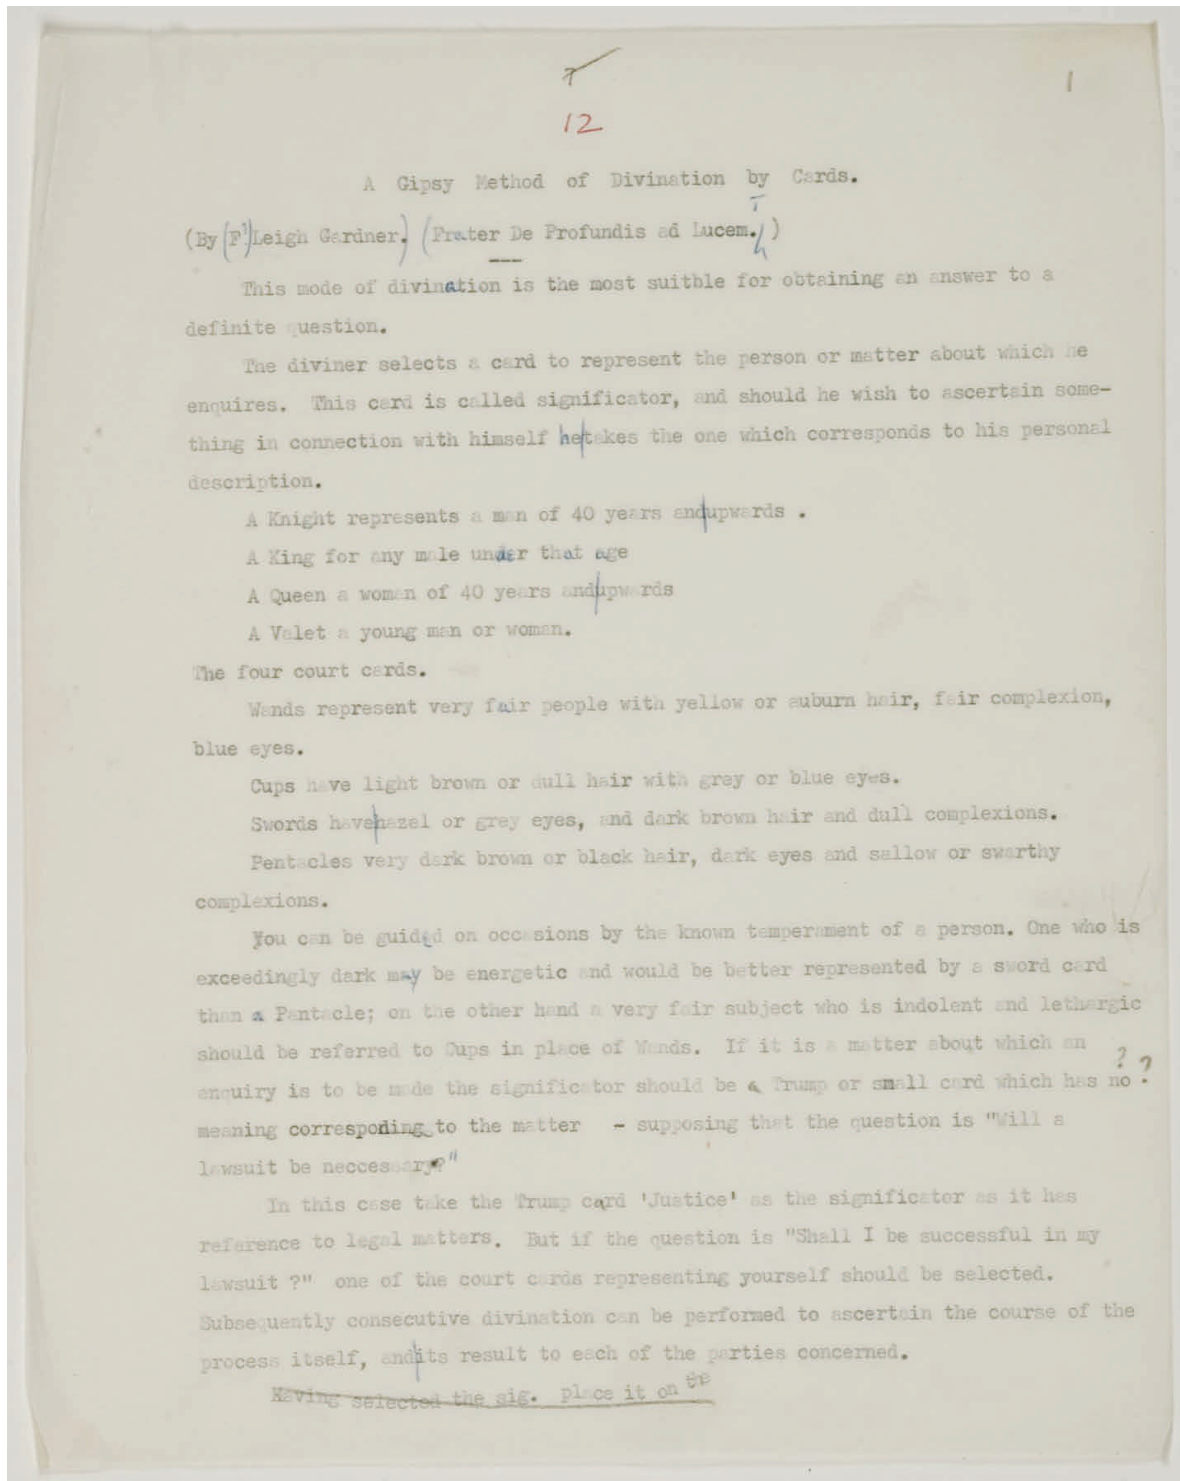 7
1
12
A Gipsy Method of Divination by Cards.
T
(By (F) Leigh Gardner.) (Frater De Profundis ad Lucem.)
This mode of divination is the most suitble for obtaining an answer to a
definite question.
The diviner selects a card to represent the person or matter about which he
enquires. This card is called significator, and should he wish to ascertain some-
thing in connection with himself he|takes the one which corresponds to his personal
description.
A Knight represents a man of 40 years and|upwards .
A King for any male under that age
A Queen a woman of 40 years and|upwards
A Valet a young man or woman.
The four court cards.
Wands represent very fair people with yellow or auburn hair, fair complexion,
blue eyes.
Cups have light brown or dull hair with grey or blue eyes.
Swords have|hazel or grey eyes, and dark brown hair and dull complexions.
Pentacles very dark brown or black hair, dark eyes and sallow or swarthy
complexions.
You can be guided on occasions by the known temperament of a person. One who is
exceedingly dark may be energetic and would be better represented by a sword card
than a Pantacle; on the other hand a very fair subject who is indolent and lethargic
should be referred to Cups in place of Wands. If it is a matter about which an
enquiry is to be made the significator should be a Trump or small card which has no ? ?
meaning corresponding to the matter - supposing that the question is "Will a
lawsuit be neccessary?"
In this case take the Trump card 'Justice' as the significator as it has
reference to legal matters. But if the question is "Shall I be successful in my
lawsuit ?" one of the court cards representing yourself should be selected.
Subsequently consecutive divination can be performed to ascertain the course of the
process itself, and|its result to each of the parties concerned.
Having selected the sig. place it on the